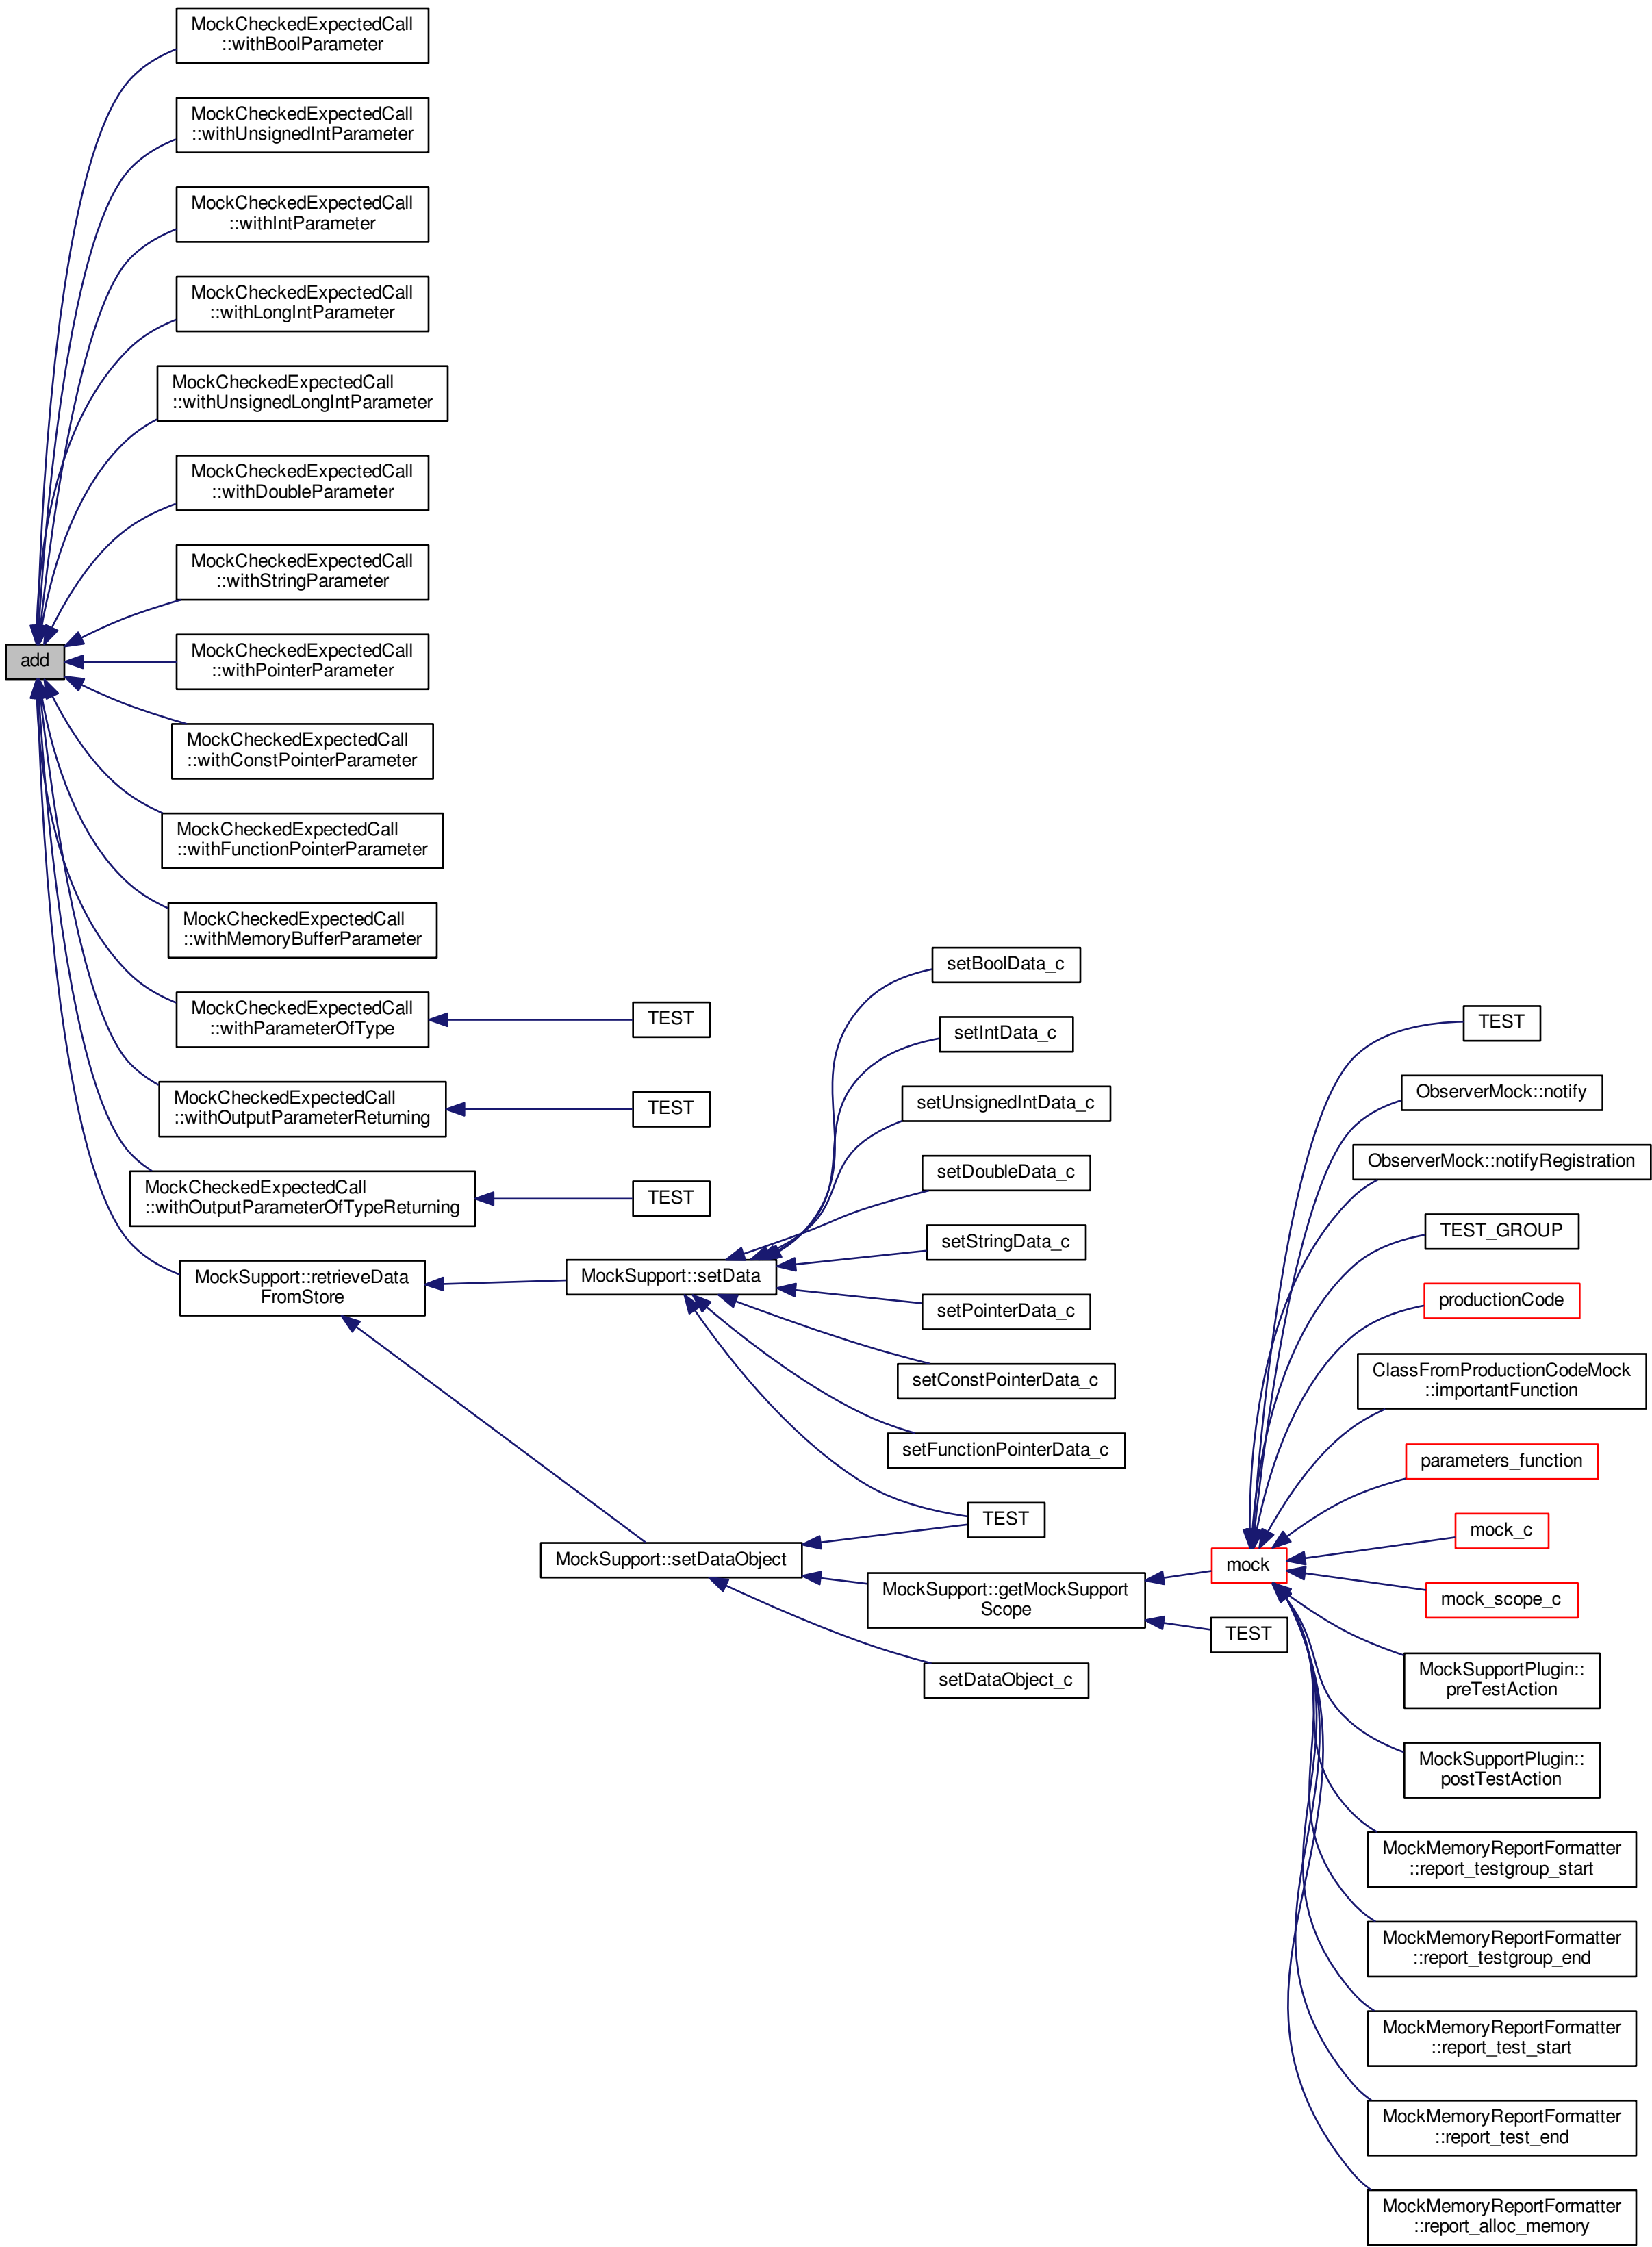 MockCheckedExpectedCall
::withBoolParameter
MockCheckedExpectedCall
::withUnsignedIntParameter
MockCheckedExpectedCall
::withIntParameter
MockCheckedExpectedCall
::withLongIntParameter
MockCheckedExpectedCall
::withUnsignedLongIntParameter
MockCheckedExpectedCall
::withDoubleParameter
MockCheckedExpectedCall
::withStringParameter
add
MockCheckedExpectedCall
::withPointerParameter
MockCheckedExpectedCall
::withConstPointerParameter
MockCheckedExpectedCall
::withFunctionPointerParameter
MockCheckedExpectedCall
::withMemoryBufferParameter
MockCheckedExpectedCall
::withParameterOfType
TEST
MockCheckedExpectedCall
::withOutputParameterReturning
TEST
MockCheckedExpectedCall
::withOutputParameterOfTypeReturning
TEST
MockSupport::retrieveData
FromStore
MockSupport::setData
setBoolData_c
setIntData_c
setUnsignedIntData_c
setDoubleData_c
setStringData_c
setPointerData_c
setConstPointerData_c
setFunctionPointerData_c
TEST
MockSupport::setDataObject
MockSupport::getMockSupport
Scope
setDataObject_c
mock
TEST
TEST
ObserverMock::notify
ObserverMock::notifyRegistration
TEST_GROUP
productionCode
ClassFromProductionCodeMock
::importantFunction
parameters_function
mock_c
mock_scope_c
MockSupportPlugin::
preTestAction
MockSupportPlugin::
postTestAction
MockMemoryReportFormatter
::report_testgroup_start
MockMemoryReportFormatter
::report_testgroup_end
MockMemoryReportFormatter
::report_test_start
MockMemoryReportFormatter
::report_test_end
MockMemoryReportFormatter
::report_alloc_memory